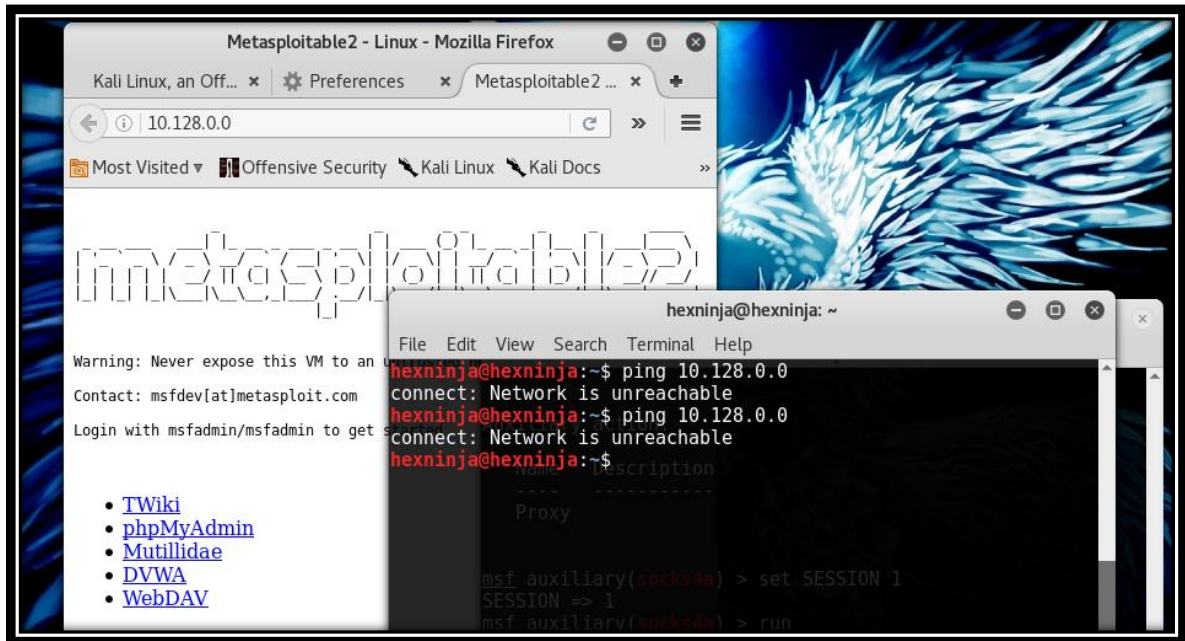 Metasploitable2 - Linux - Mozilla Firefox
Kali Linux, an Off...
Preferences
Metasploitable2 ...
10.128.0.0
Most Visited
Offensive Security
Kali Linux
Kali Docs
metasploitable2
Warning: Never expose this VM to an
Contact: msfdev[at]metasploit.com
Login with msfadmin/msfadmin to get
TWiki
phpMyAdmin
Mutillidae
DVWA
WebDAV
hexninja@hexninja: ~
File Edit View Search Terminal Help
hexninja@hexninja:~$ ping 10.128.0.0
connect: Network is unreachable
hexninja@hexninja:~$ ping 10.128.0.0
connect: Network is unreachable
hexninja@hexninja:~$
Name Description
---- -----------
Proxy
msf auxiliary(socks4a) > set SESSION 1
SESSION => 1
msf auxiliary(socks4a) > run